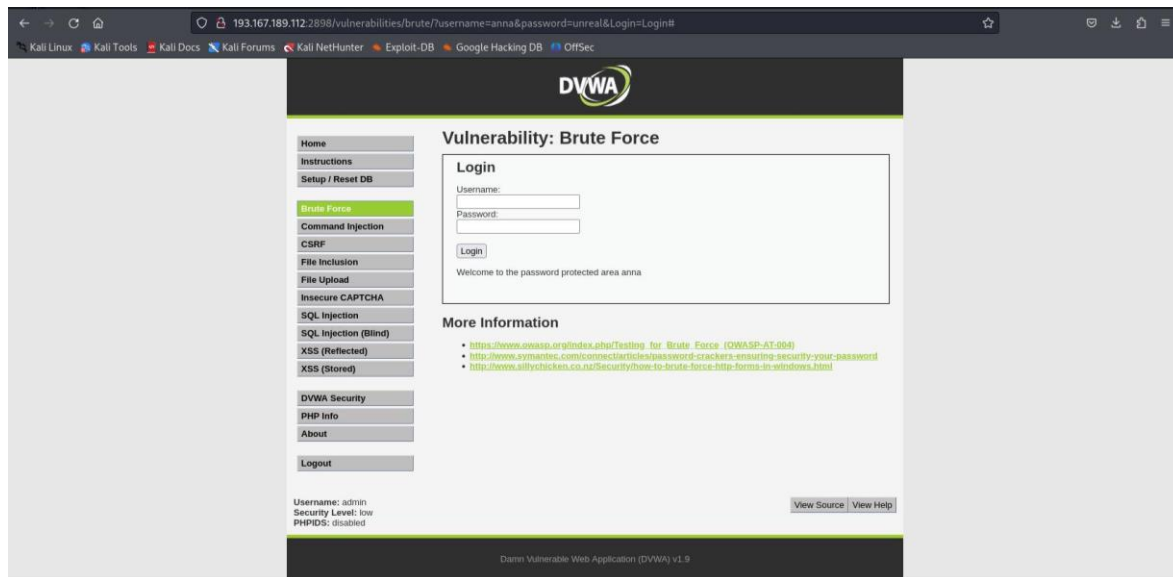 193.167.189.112:2898/vulnerabilities/brute/?username=anna&password=unreal&Login=Login#
Kali Linux Kali Tools Kali Docs Kali Forums Kali NetHunter Exploit-DB Google Hacking DB OffSec
DVWA
Home
Instructions
Setup / Reset DB
Brute Force
Command Injection
CSRF
File Inclusion
File Upload
Insecure CAPTCHA
SQL Injection
SQL Injection (Blind)
XSS (Reflected)
XSS (Stored)
DVWA Security
PHP Info
About
Logout
Vulnerability: Brute Force
Login
Username:
Password:
Login
Welcome to the password protected area anna
More Information
https://www.owasp.org/index.php/Testing_for_Brute_Force_(OWASP-AT-004)
http://www.symantec.com/connect/articles/password-crackers-ensuring-security-your-password
http://www.sillychicken.co.nz/Security/how-to-brute-force-http-forms-in-windows.html
Username: admin
Security Level: low
PHPIDS: disabled
View Source View Help
Damn Vulnerable Web Application (DVWA) v1.9